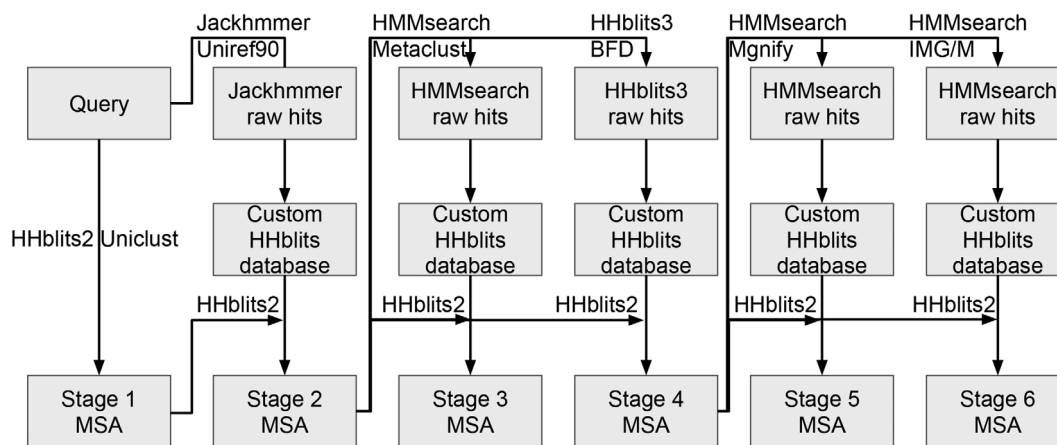 Jackhmmer
Uniref90
HMMsearch
Metaclust
HHblits3
BFD
HMMsearch
Mgnify
HMMsearch
IMG/M
Query
Jackhmmer
raw hits
HMMsearch
raw hits
HHblits3
raw hits
HMMsearch
raw hits
HMMsearch
raw hits
HHblits2 Uniclust
Custom
HHblits
database
Custom
HHblits
database
Custom
HHblits
database
Custom
HHblits
database
Custom
HHblits
database
HHblits2
HHblits2
HHblits2
HHblits2
HHblits2
Stage 1
MSA
Stage 2
MSA
Stage 3
MSA
Stage 4
MSA
Stage 5
MSA
Stage 6
MSA